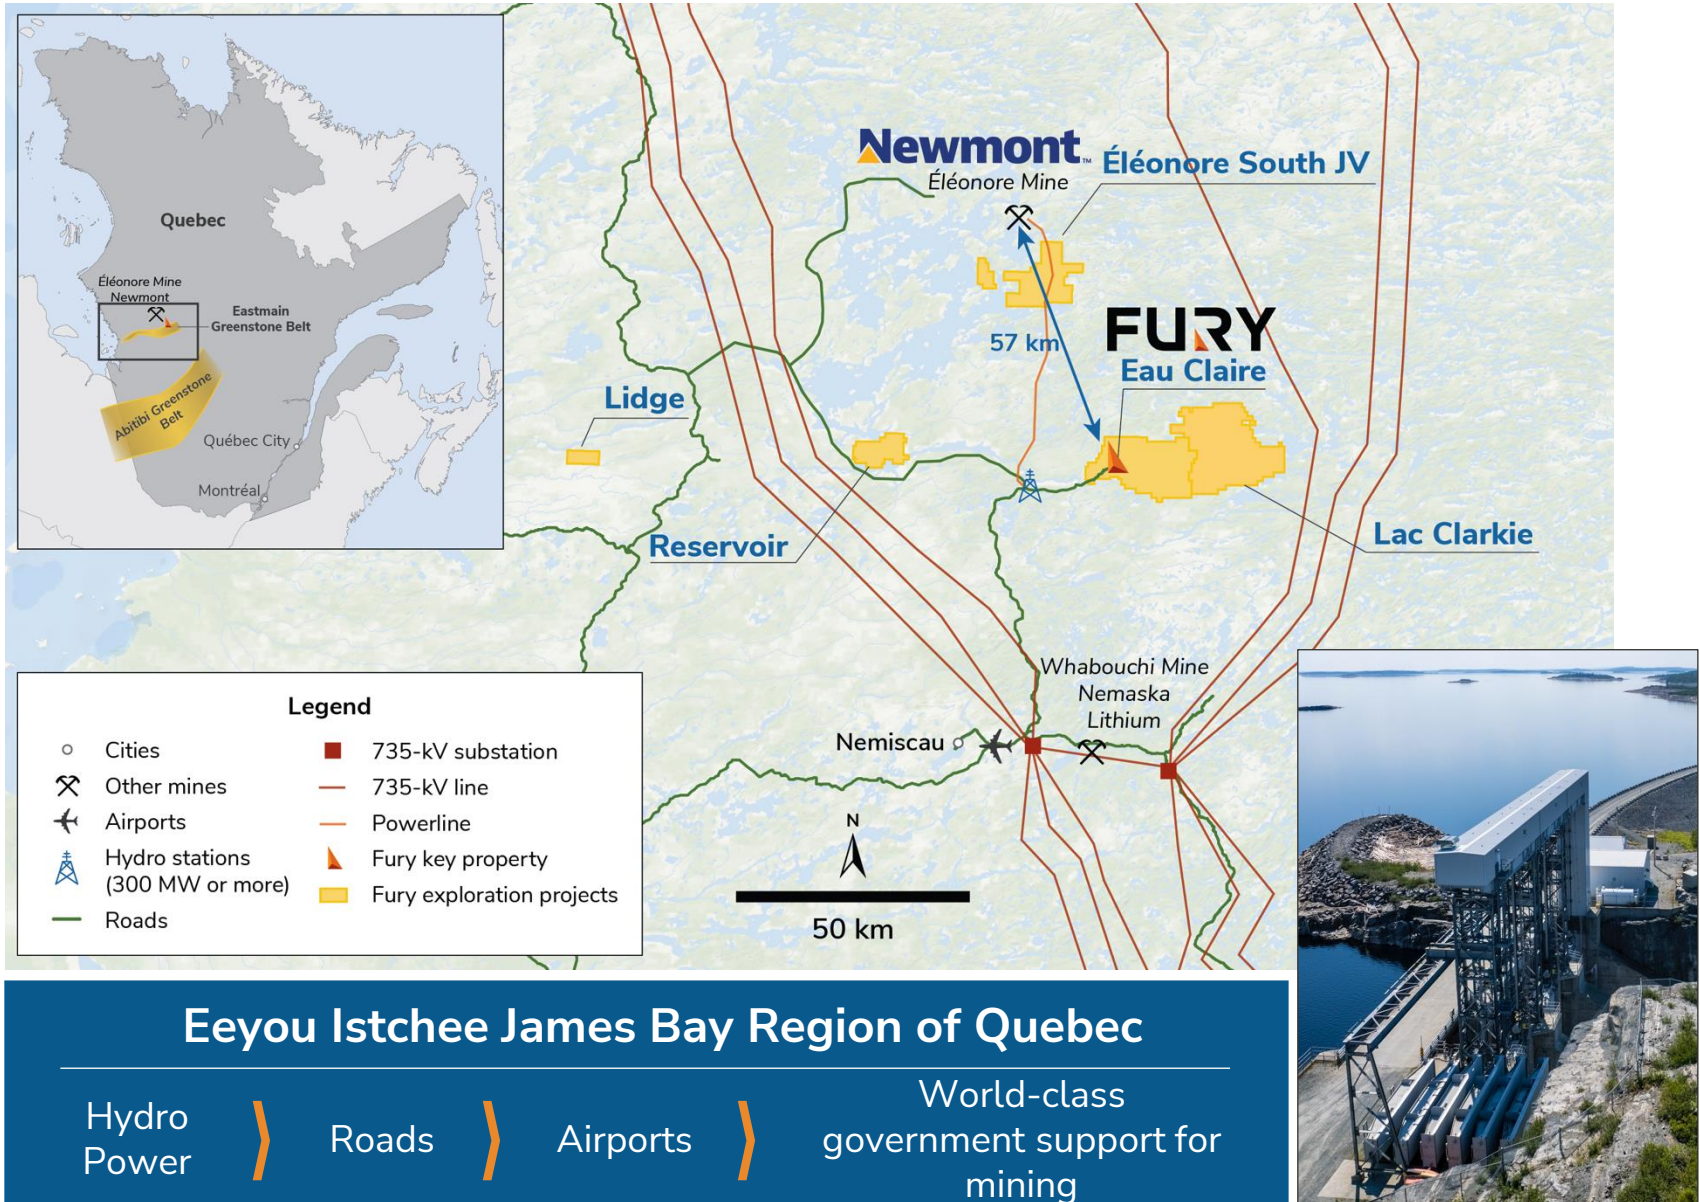 Quebec
Éléonore Mine
Newmont
Eastmain
Greenstone Belt
Abitibi Greenstone
Belt
Québec City
Montréal
Newmont™
Éléonore Mine
Éléonore South JV
57 km
FURY
Eau Claire
Lidge
Reservoir
Lac Clarkie
Whabouchi Mine
Nemaska
Lithium
Nemiscau
N
50 km
Legend
Cities
Other mines
Airports
Hydro stations
(300 MW or more)
Roads
735-kV substation
735-kV line
Powerline
Fury key property
Fury exploration projects
Eeyou Istchee James Bay Region of Quebec
Hydro
Power
Roads
Airports
World-class
government support for
mining